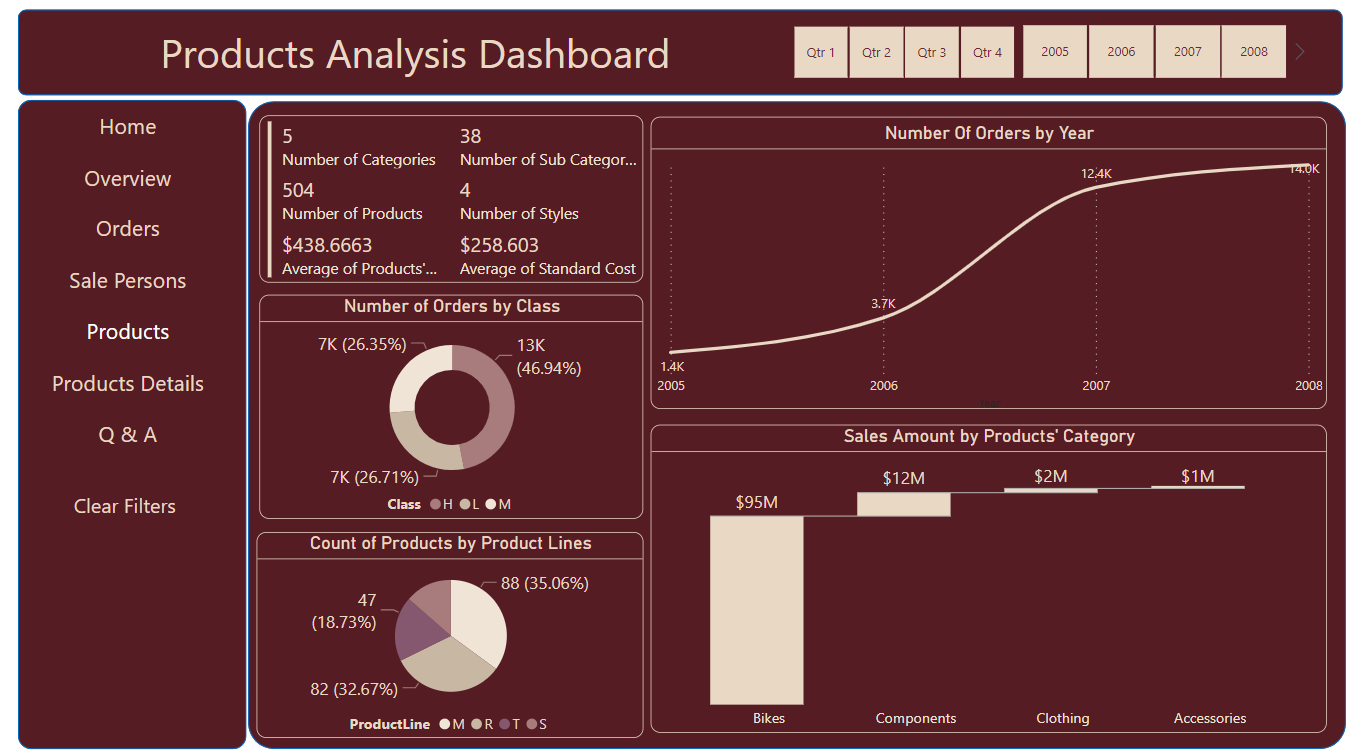 Products Analysis Dashboard
Qtr 1
Qtr 2
Qtr 3
Qtr 4
2005
2006
2007
2008
Home
Overview
Orders
Sale Persons
Products
Products Details
Q & A
Clear Filters
5
Number of Categories
38
Number of Sub Categor...
504
Number of Products
4
Number of Styles
$438.6663
Average of Products'...
$258.603
Average of Standard Cost
Number of Orders by Class
7K (26.35%)
13K
(46.94%)
7K (26.71%)
Class H L M
Count of Products by Product Lines
88 (35.06%)
47
(18.73%)
82 (32.67%)
ProductLine M R T S
Number Of Orders by Year
14.0K
12.4K
3.7K
1.4K
2005
2006
2007
2008
Year
Sales Amount by Products' Category
$95M
$12M
$2M
$1M
Bikes
Components
Clothing
Accessories